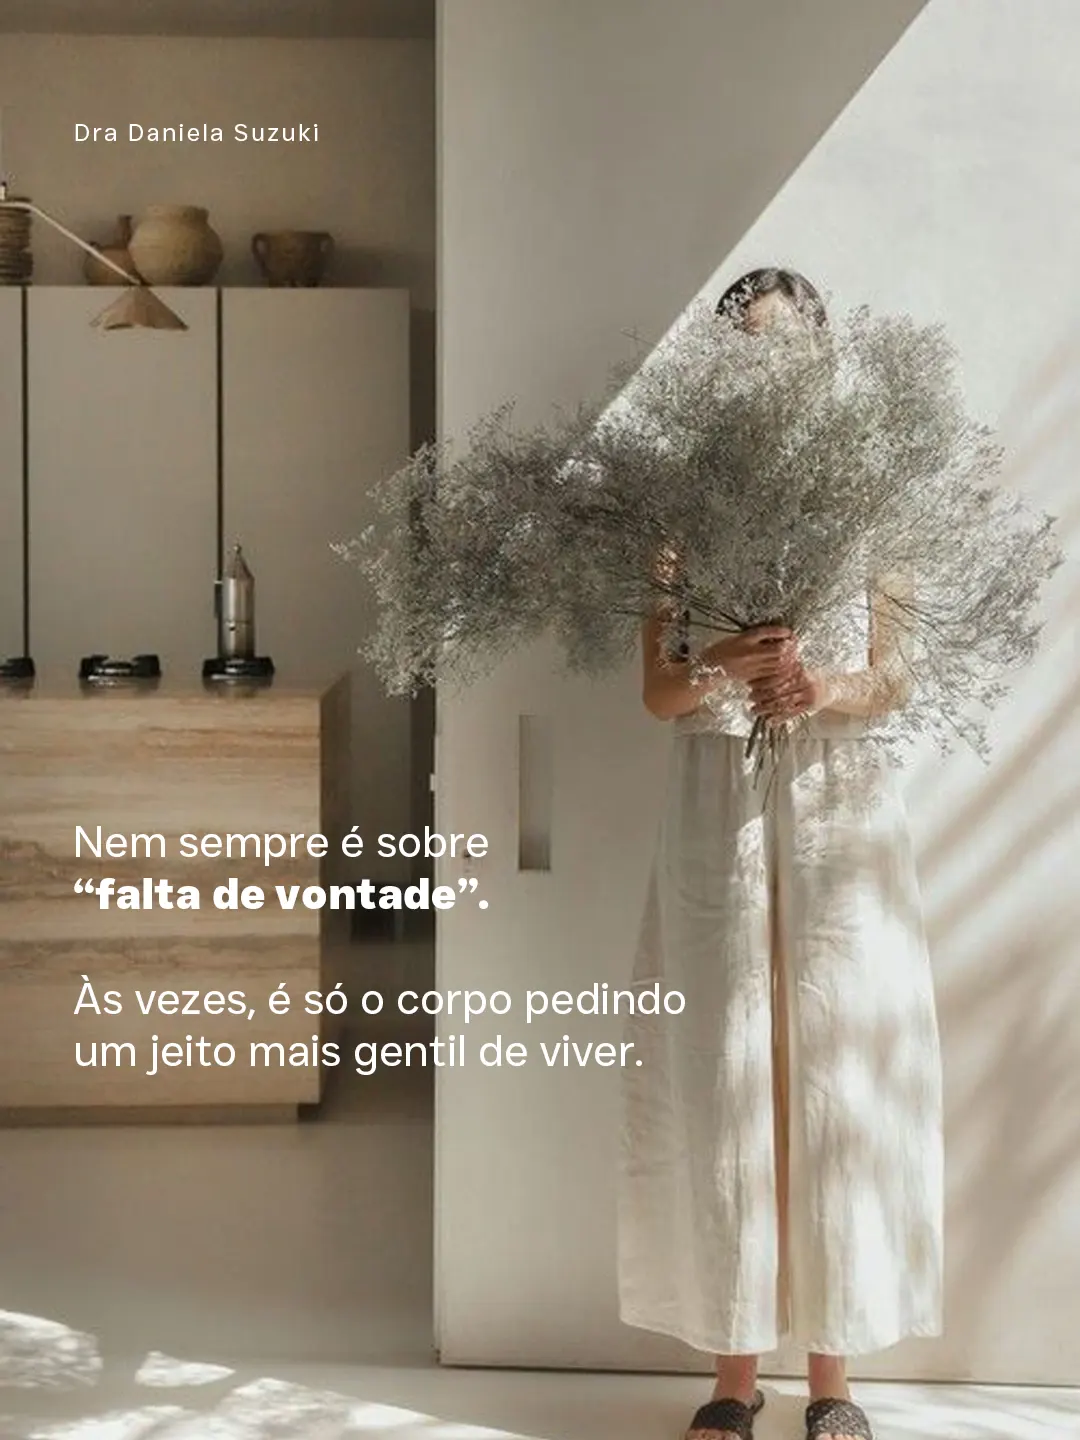 Dra Daniela Suzuki
Nem sempre é sobre
“falta de vontade”.
Às vezes, é só o corpo pedindo
um jeito mais gentil de viver.